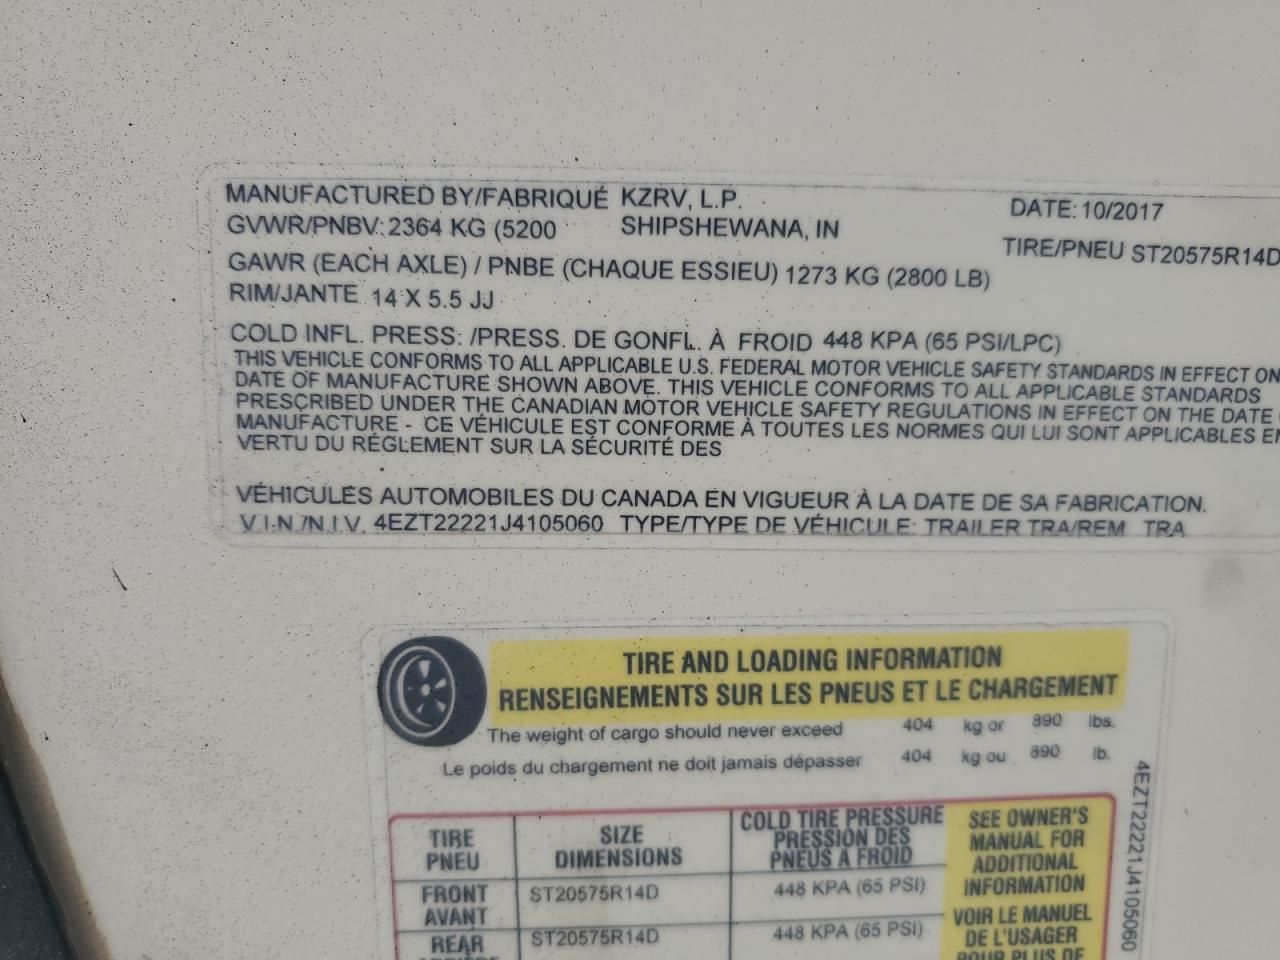 MANUFACTURED BY/FABRIQUÉ KZRV, L.P. DATE: 10/2017
GVWR/PNBV: 2364 KG (5200 SHIPSHEWANA, IN
TIRE/PNEU ST20575R14D
GAWR (EACH AXLE) / PNBE (CHAQUE ESSIEU) 1273 KG (2800 LB)
RIM/JANTE 14 X 5.5 JJ
COLD INFL. PRESS: /PRESS. DE GONFL. À FROID 448 KPA (65 PSI/LPC)
THIS VEHICLE CONFORMS TO ALL APPLICABLE U.S. FEDERAL MOTOR VEHICLE SAFETY STANDARDS IN EFFECT ON
DATE OF MANUFACTURE SHOWN ABOVE. THIS VEHICLE CONFORMS TO ALL APPLICABLE STANDARDS
PRESCRIBED UNDER THE CANADIAN MOTOR VEHICLE SAFETY REGULATIONS IN EFFECT ON THE DATE
MANUFACTURE - CE VÉHICULE EST CONFORME À TOUTES LES NORMES QUI LUI SONT APPLICABLES EN
VERTU DU RÉGLEMENT SUR LA SÉCURITÉ DES
VÉHICULES AUTOMOBILES DU CANADA EN VIGUEUR À LA DATE DE SA FABRICATION.
V.I.N./N.I.V. 4EZT22221J4105060 TYPE/TYPE DE VÉHICULE: TRAILER TRA/REM TRA
TIRE AND LOADING INFORMATION
RENSEIGNEMENTS SUR LES PNEUS ET LE CHARGEMENT
The weight of cargo should never exceed 404 kg or 890 lbs.
Le poids du chargement ne doit jamais dépasser 404 kg ou 890 lb.
TIRE
PNEU
SIZE
DIMENSIONS
COLD TIRE PRESSURE
PRESSION DES
PNEUS A FROID
SEE OWNER'S
MANUAL FOR
ADDITIONAL
INFORMATION
FRONT
AVANT
ST20575R14D
448 KPA (65 PSI)
VOIR LE MANUEL
DE L'USAGER
POUR PLUS DE
REAR
ARRIÈRE
ST20575R14D
448 KPA (65 PSI)
4EZT22221J4105060